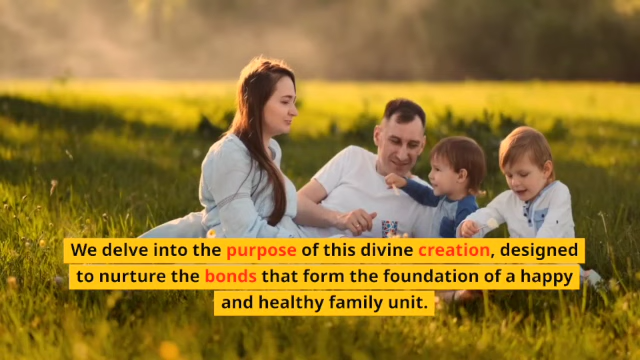 We delve into the purpose of this divine creation, designed
to nurture the bonds that form the foundation of a happy
and healthy family unit.